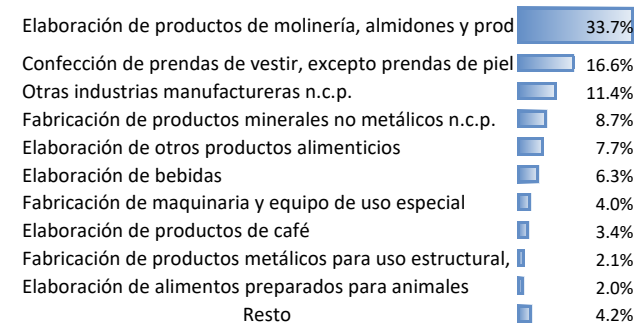 Elaboración de productos de molinería, almidones y prod 33.7%
Confección de prendas de vestir, excepto prendas de piel 16.6%
Otras industrias manufactureras n.c.p. 11.4%
Fabricación de productos minerales no metálicos n.c.p. 8.7%
Elaboración de otros productos alimenticios 7.7%
Elaboración de bebidas 6.3%
Fabricación de maquinaria y equipo de uso especial 4.0%
Elaboración de productos de café 3.4%
Fabricación de productos metálicos para uso estructural, 2.1%
Elaboración de alimentos preparados para animales 2.0%
Resto 4.2%